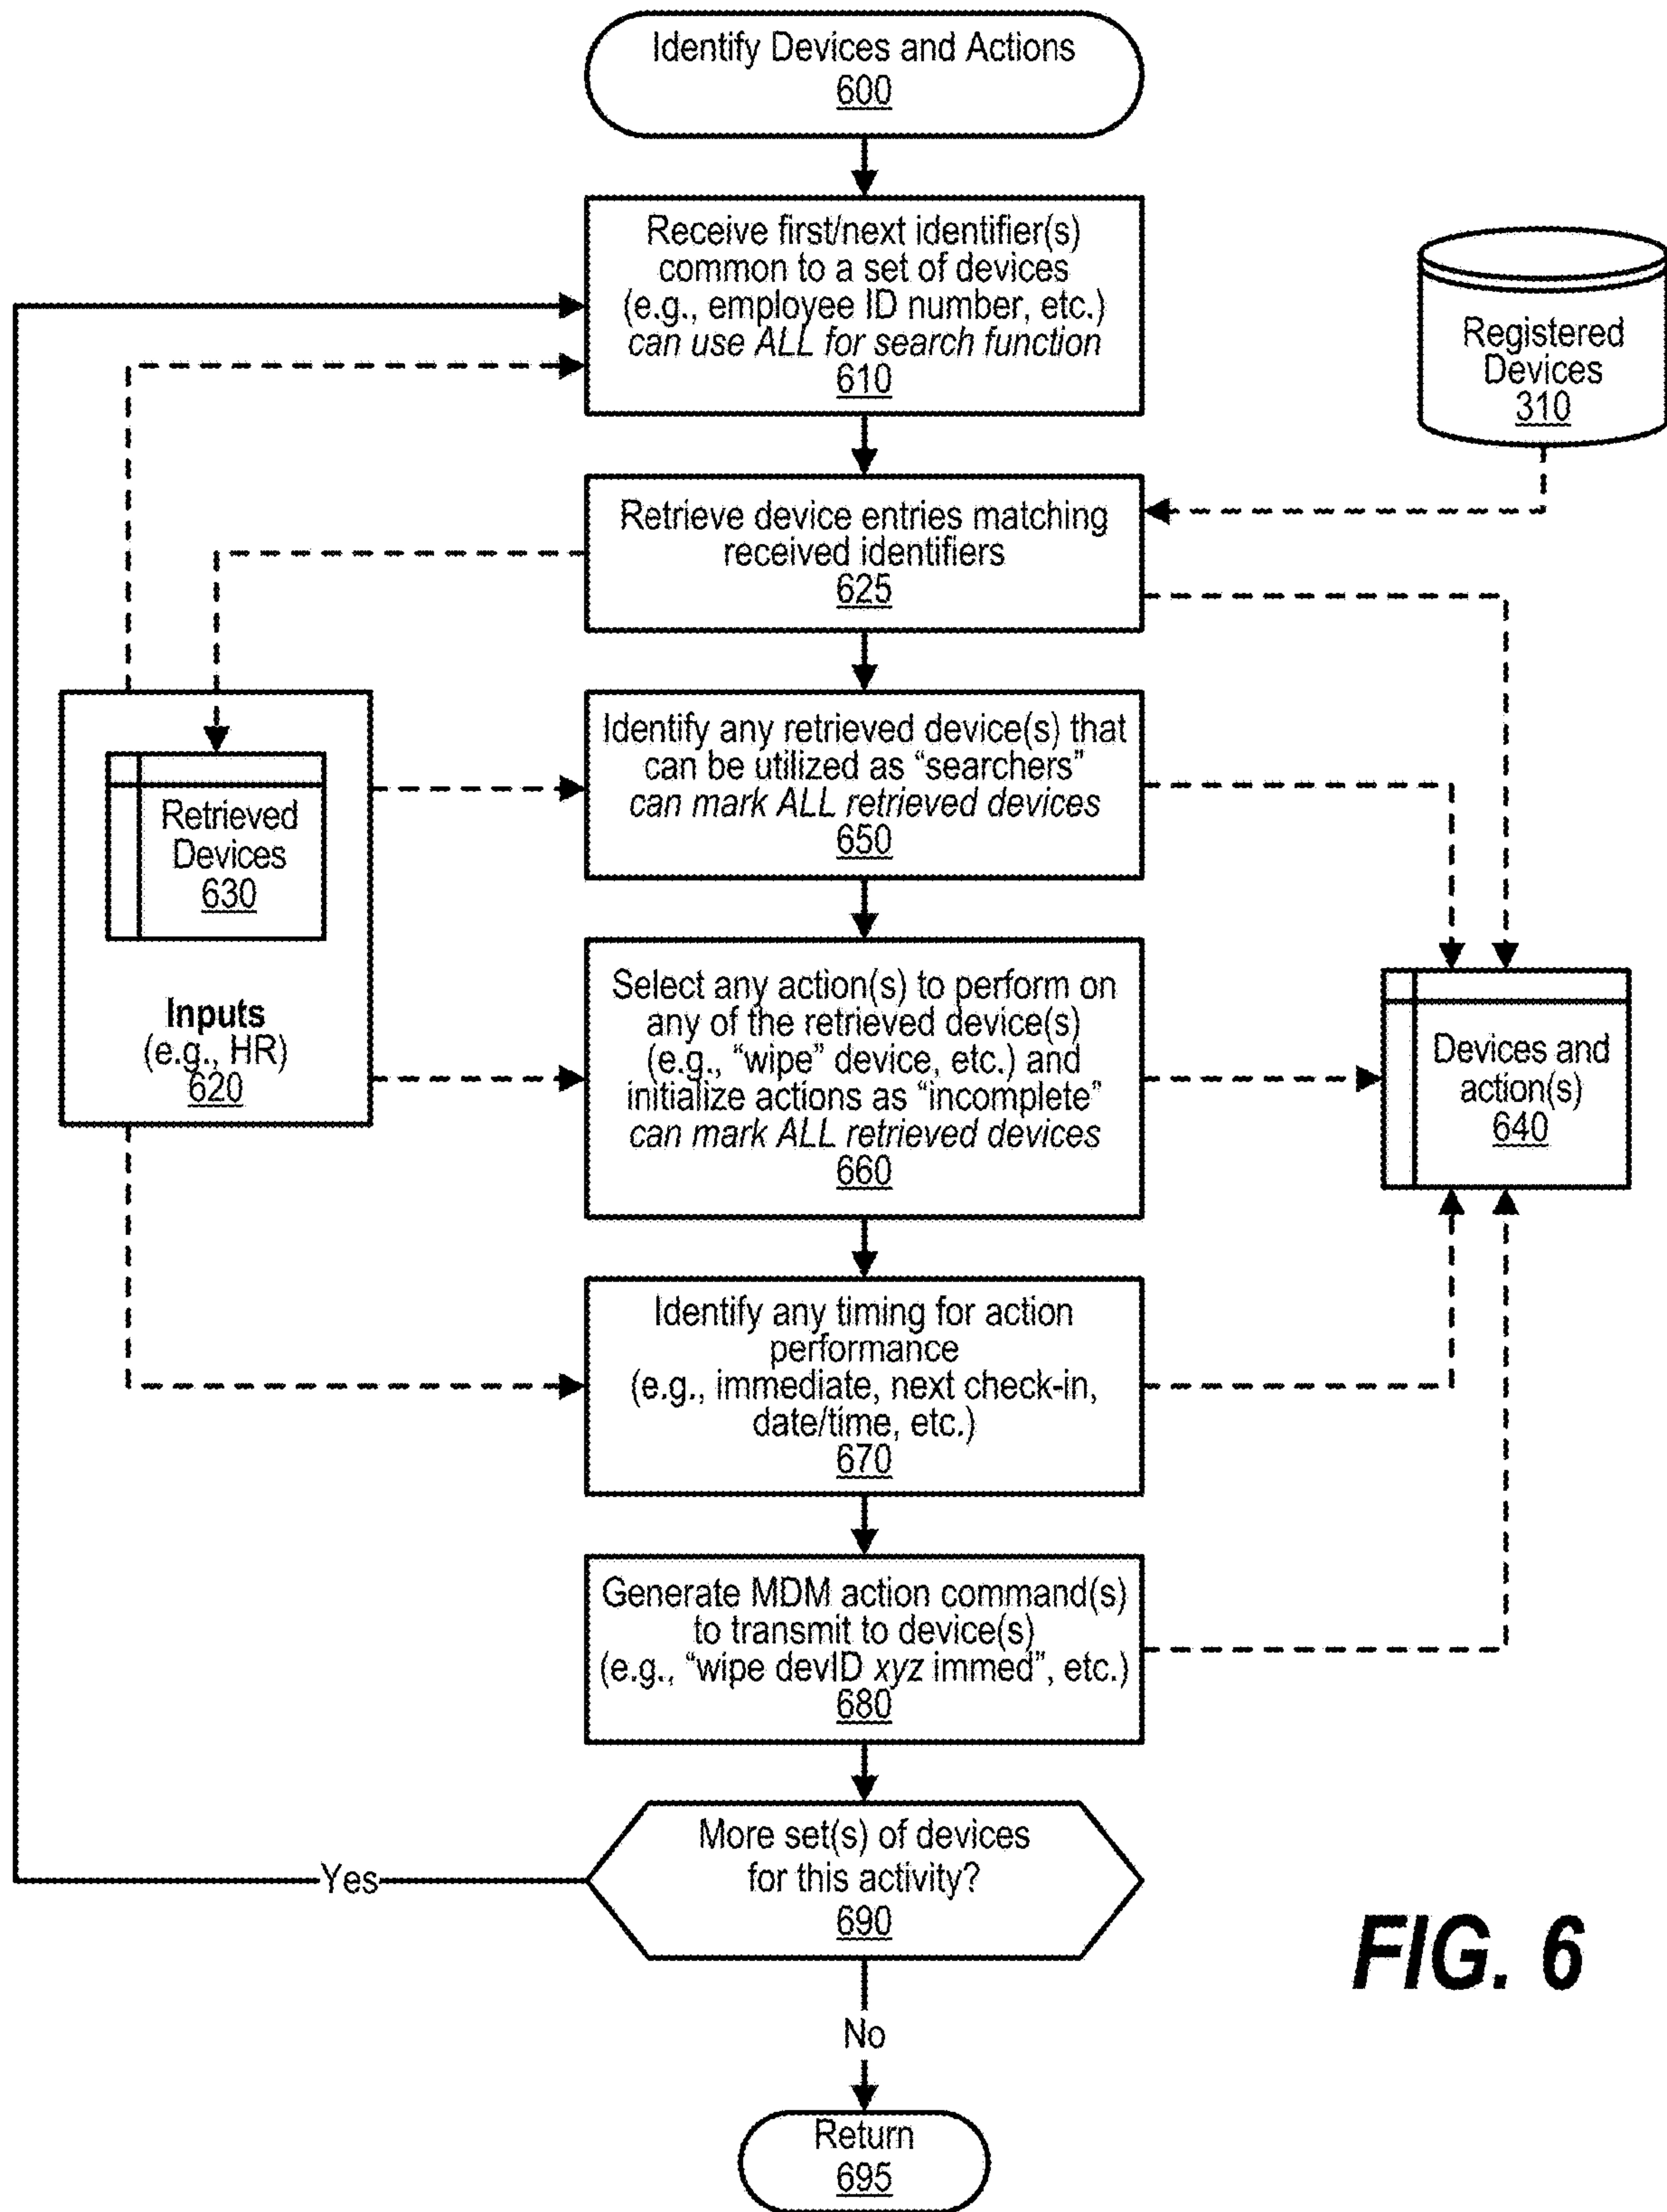 Identify Devices and Actions
600
Receive first/next identifier(s)
common to a set of devices
(e.g., employee ID number, etc.)
can use ALL for search function
610
Registered
Devices
310
Retrieve device entries matching
received identifiers
625
Identify any retrieved device(s) that
can be utilized as “searchers”
can mark ALL retrieved devices
650
Retrieved
Devices
630
Inputs
(e.g., HR)
620
Select any action(s) to perform on
any of the retrieved device(s)
(e.g., “wipe” device, etc.) and
initialize actions as “incomplete”
can mark ALL retrieved devices
660
Devices and
action(s)
640
Identify any timing for action
performance
(e.g., immediate, next check-in,
date/time, etc.)
670
Generate MDM action command(s)
to transmit to device(s)
(e.g., “wipe devID xyz immed”, etc.)
680
More set(s) of devices
for this activity?
690
Yes
No
Return
695
FIG. 6